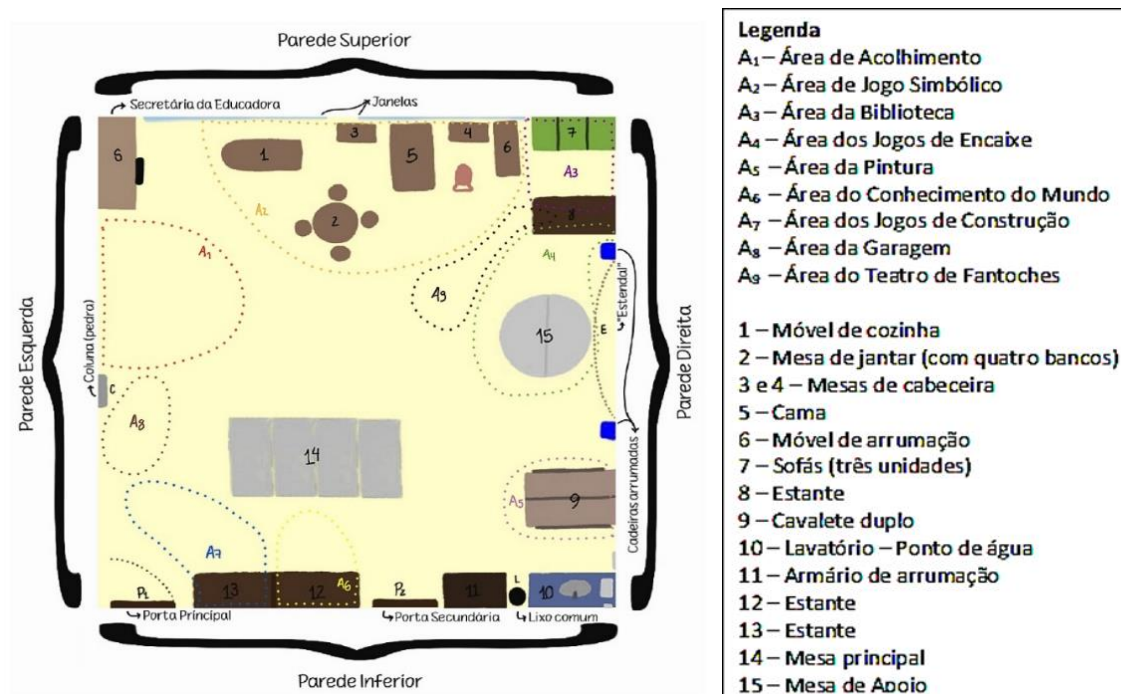 Parede Superior
Secretária da Educadora
Janelas
6
1
3
5
4
6
7
A₃
A₂
2
8
A₁
A₄
A₉
"Estendal"
15
E
Parede Esquerda
Coluna (pedra)
C
Parede Direita
A₈
14
Cadeiras arrumadas
A₅
9
A₇
P₁
13
12
A₆
P₂
11
L
10
Porta Principal
Porta Secundária
Lixo comum
Parede Inferior
Legenda
A₁ – Área de Acolhimento
A₂ – Área de Jogo Simbólico
A₃ – Área da Biblioteca
A₄ – Área dos Jogos de Encaixe
A₅ – Área da Pintura
A₆ – Área do Conhecimento do Mundo
A₇ – Área dos Jogos de Construção
A₈ – Área da Garagem
A₉ – Área do Teatro de Fantoches
1 – Móvel de cozinha
2 – Mesa de jantar (com quatro bancos)
3 e 4 – Mesas de cabeceira
5 – Cama
6 – Móvel de arrumação
7 – Sofás (três unidades)
8 – Estante
9 – Cavalete duplo
10 – Lavatório – Ponto de água
11 – Armário de arrumação
12 – Estante
13 – Estante
14 – Mesa principal
15 – Mesa de Apoio